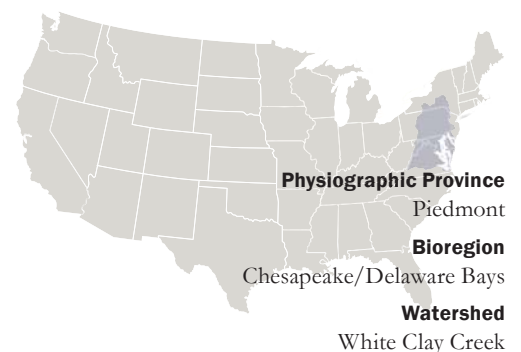 Physiographic Province
Piedmont
Bioregion
Chesapeake/Delaware Bays
Watershed
White Clay Creek